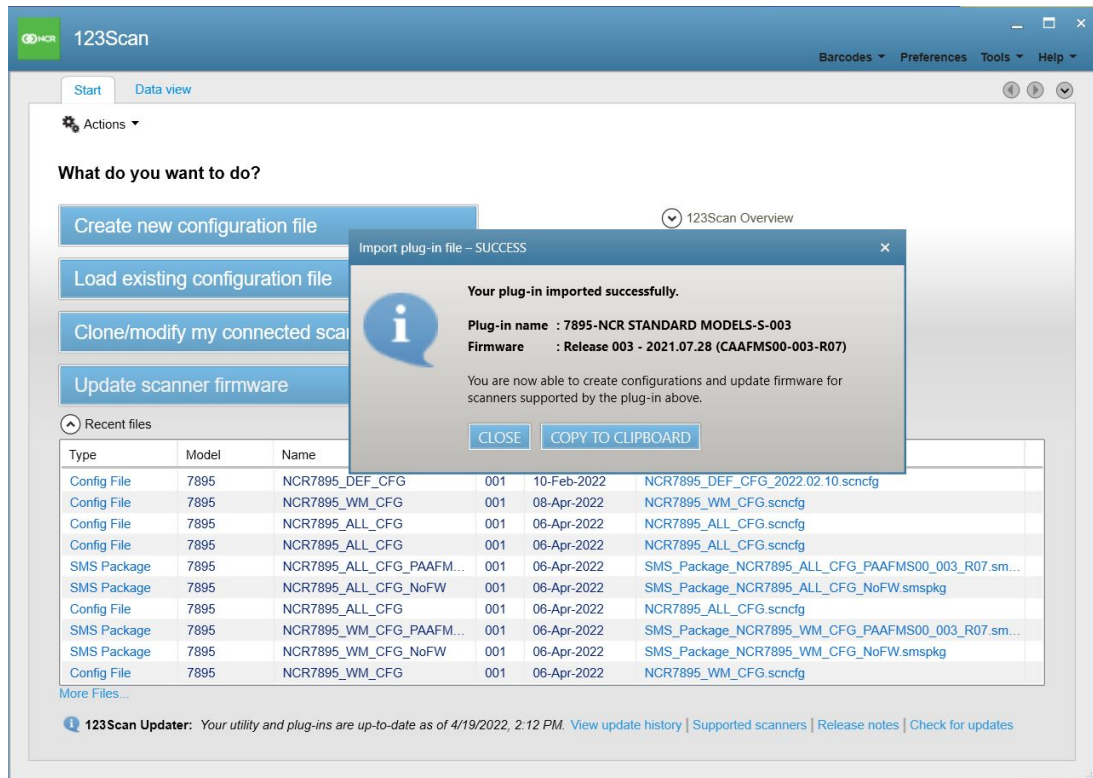 NCR 123Scan
Barcodes Preferences Tools Help
Start Data view
Actions
What do you want to do?
Create new configuration file
123Scan Overview
Import plug-in file – SUCCESS
Load existing configuration file
Your plug-in imported successfully.
Clone/modify my connected scan
Plug-in name : 7895-NCR STANDARD MODELS-S-003
Firmware : Release 003 - 2021.07.28 (CAAFMS00-003-R07)
Update scanner firmware
You are now able to create configurations and update firmware for
scanners supported by the plug-in above.
CLOSE COPY TO CLIPBOARD
Recent files
Type Model Name
Config File 7895 NCR7895_DEF_CFG 001 10-Feb-2022 NCR7895_DEF_CFG_2022.02.10.scncfg
Config File 7895 NCR7895_WM_CFG 001 08-Apr-2022 NCR7895_WM_CFG.scncfg
Config File 7895 NCR7895_ALL_CFG 001 06-Apr-2022 NCR7895_ALL_CFG.scncfg
Config File 7895 NCR7895_ALL_CFG 001 06-Apr-2022 NCR7895_ALL_CFG.scncfg
SMS Package 7895 NCR7895_ALL_CFG_PAAFM... 001 06-Apr-2022 SMS_Package_NCR7895_ALL_CFG_PAAFMS00_003_R07.sm...
SMS Package 7895 NCR7895_ALL_CFG_NoFW 001 06-Apr-2022 SMS_Package_NCR7895_ALL_CFG_NoFW.smspkg
Config File 7895 NCR7895_ALL_CFG 001 06-Apr-2022 NCR7895_ALL_CFG.scncfg
SMS Package 7895 NCR7895_WM_CFG_PAAFM... 001 06-Apr-2022 SMS_Package_NCR7895_WM_CFG_PAAFMS00_003_R07.sm...
SMS Package 7895 NCR7895_WM_CFG_NoFW 001 06-Apr-2022 SMS_Package_NCR7895_WM_CFG_NoFW.smspkg
Config File 7895 NCR7895_WM_CFG 001 06-Apr-2022 NCR7895_WM_CFG.scncfg
More Files...
123Scan Updater: Your utility and plug-ins are up-to-date as of 4/19/2022, 2:12 PM. View update history | Supported scanners | Release notes | Check for updates